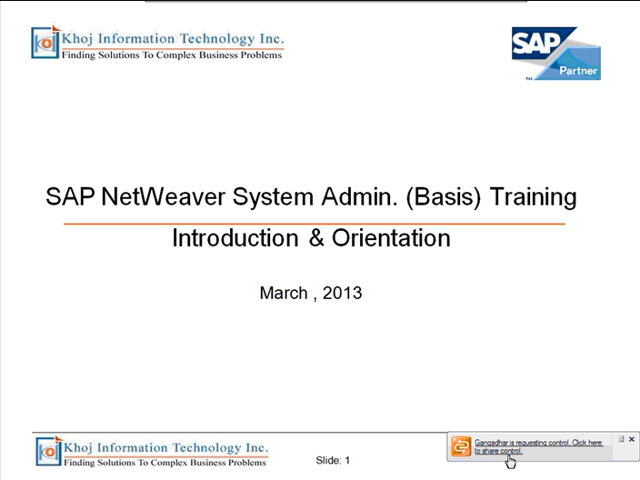 Khoj Information Technology Inc.
Finding Solutions To Complex Business Problems
SAP
Partner
SAP NetWeaver System Admin. (Basis) Training
Introduction & Orientation
March , 2013
Khoj Information Technology Inc.
Finding Solutions To Complex Business Problems
Slide: 1
Gangadhar is requesting control. Click here
to share control.